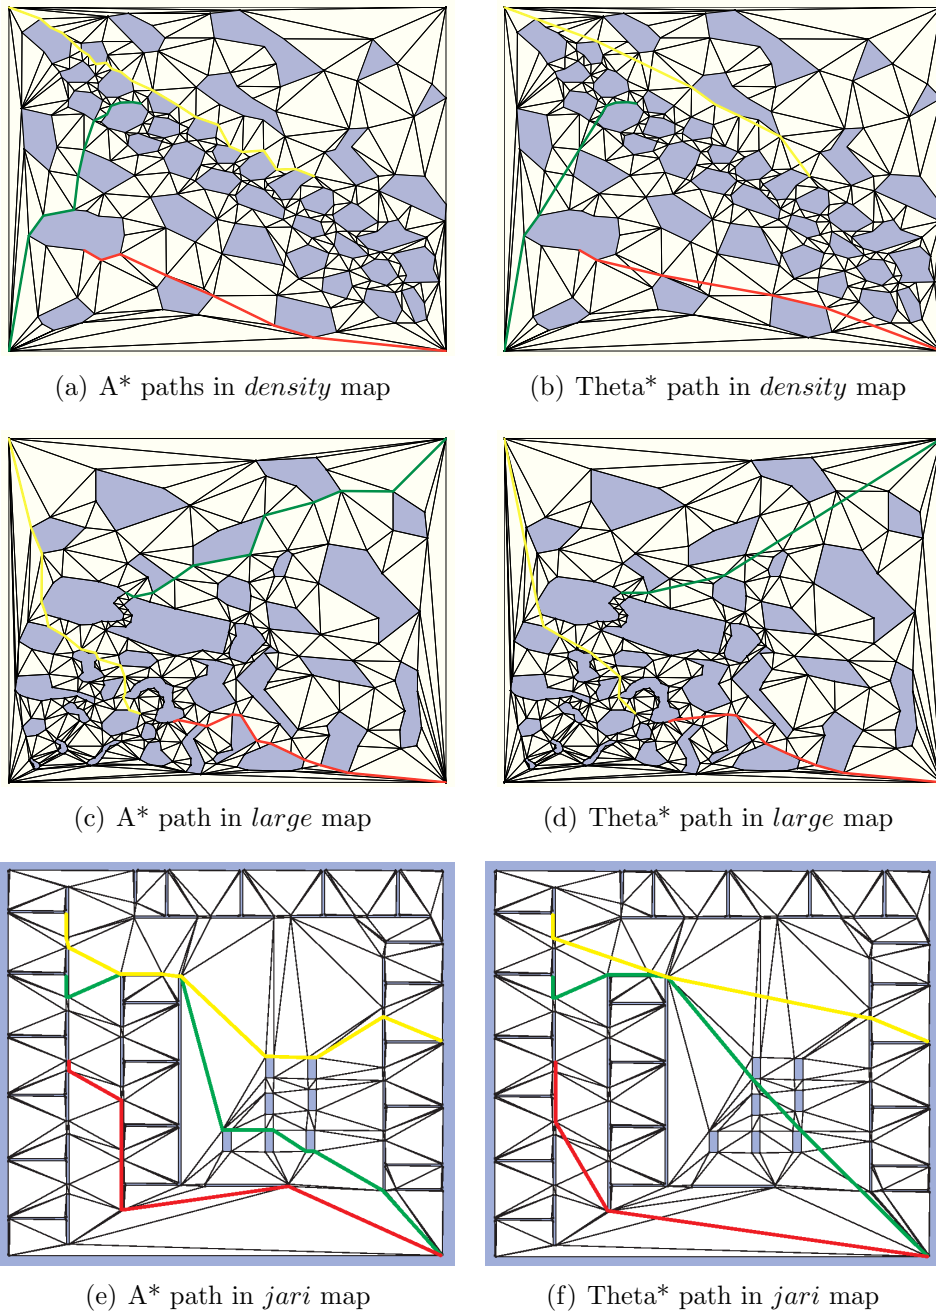 (a) A* paths in density map
(b) Theta* path in density map
(c) A* path in large map
(d) Theta* path in large map
(e) A* path in jari map
(f) Theta* path in jari map